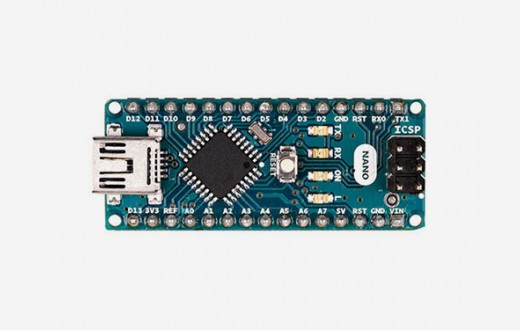 D12 D11 D10 D9 D8 D7 D6 D5 D4 D3 D2 GND RST RX0 TX1
TX
ICSP
RX
RESET
NANO
ON
D13 3V3 REF A0 A1 A2 A3 A4 A5 A6 A7 5V RST GND VIN